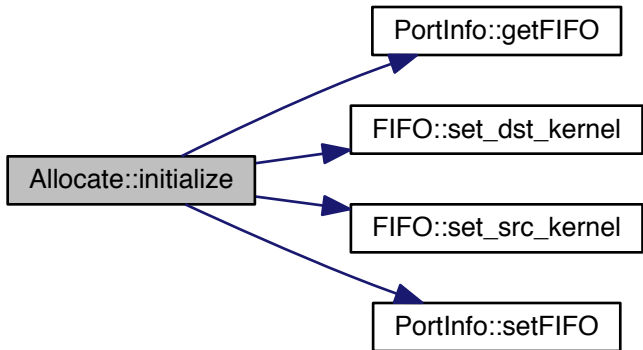 PortInfo::getFIFO
FIFO::set_dst_kernel
Allocate::initialize
FIFO::set_src_kernel
PortInfo::setFIFO